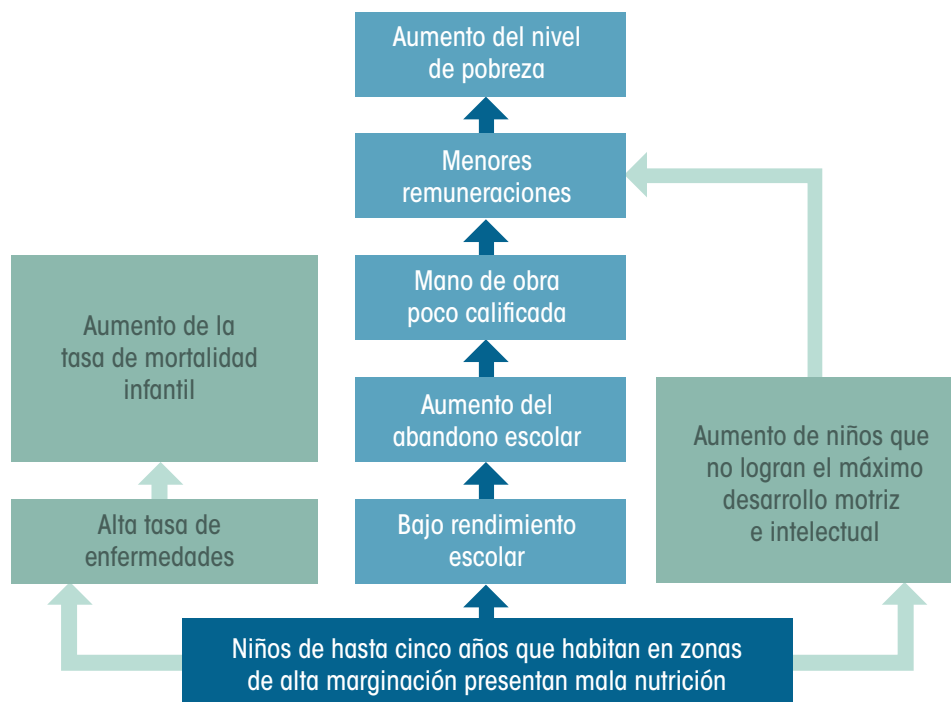 Aumento del nivel
de pobreza
Menores
remuneraciones
Mano de obra
poco calificada
Aumento de la
tasa de mortalidad
infantil
Aumento del
abandono escolar
Aumento de niños que
no logran el máximo
desarrollo motriz
e intelectual
Alta tasa de
enfermedades
Bajo rendimiento
escolar
Niños de hasta cinco años que habitan en zonas
de alta marginación presentan mala nutrición